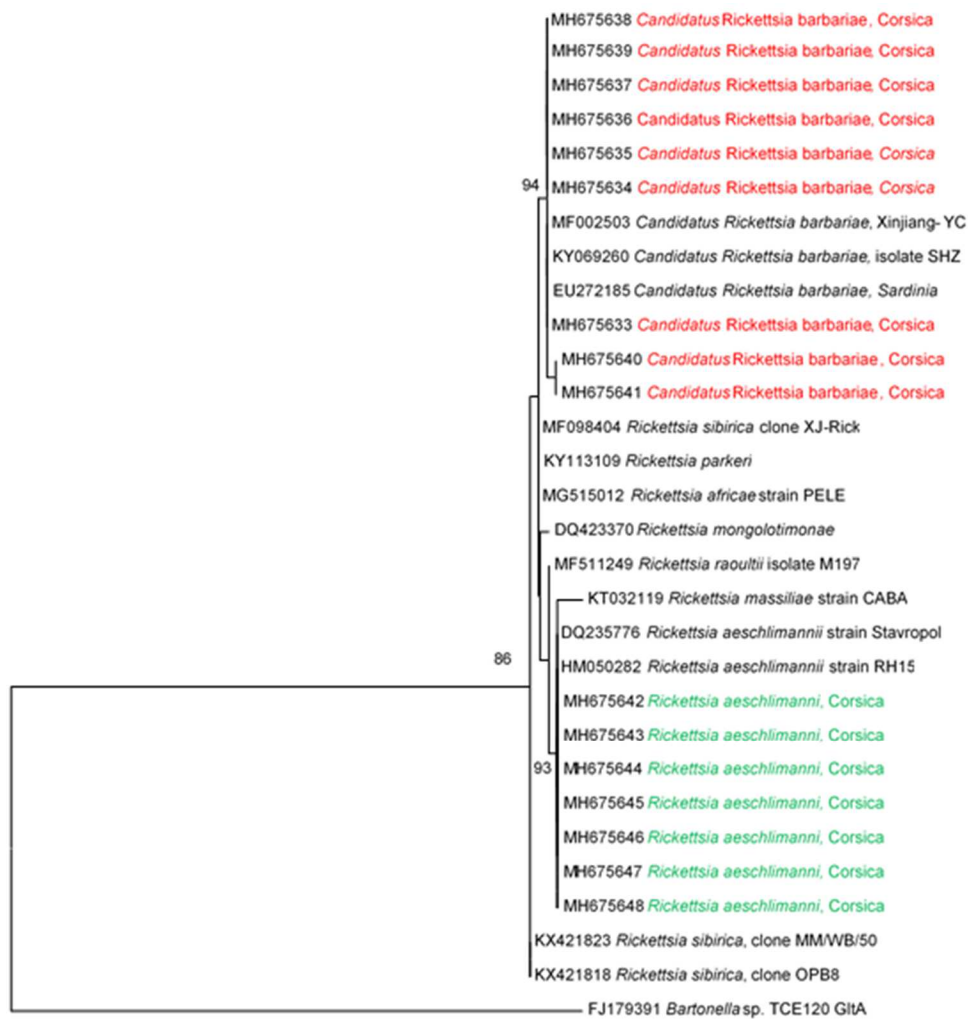 MH675638 Candidatus Rickettsia barbariae, Corsica
MH675639 Candidatus Rickettsia barbariae, Corsica
MH675637 Candidatus Rickettsia barbariae, Corsica
MH675636 Candidatus Rickettsia barbariae, Corsica
MH675635 Candidatus Rickettsia barbariae, Corsica
94
MH675634 Candidatus Rickettsia barbariae, Corsica
MF002503 Candidatus Rickettsia barbariae, Xinjiang-YC
KY069260 Candidatus Rickettsia barbariae, isolate SHZ
EU272185 Candidatus Rickettsia barbariae, Sardinia
MH675633 Candidatus Rickettsia barbariae, Corsica
MH675640 Candidatus Rickettsia barbariae, Corsica
MH675641 Candidatus Rickettsia barbariae, Corsica
MF098404 Rickettsia sibirica clone XJ-Rick
KY113109 Rickettsia parkeri
MG515012 Rickettsia africae strain PELE
DQ423370 Rickettsia mongolotimonae
MF511249 Rickettsia raoultii isolate M197
KT032119 Rickettsia massiliae strain CABA
DQ235776 Rickettsia aeschlimannii strain Stavropol
86
HM050282 Rickettsia aeschlimannii strain RH15
MH675642 Rickettsia aeschlimanni, Corsica
MH675643 Rickettsia aeschlimanni, Corsica
93
MH675644 Rickettsia aeschlimanni, Corsica
MH675645 Rickettsia aeschlimanni, Corsica
MH675646 Rickettsia aeschlimanni, Corsica
MH675647 Rickettsia aeschlimanni, Corsica
MH675648 Rickettsia aeschlimanni, Corsica
KX421823 Rickettsia sibirica, clone MM/WB/50
KX421818 Rickettsia sibirica, clone OPB8
FJ179391 Bartonella sp. TCE120 GltA